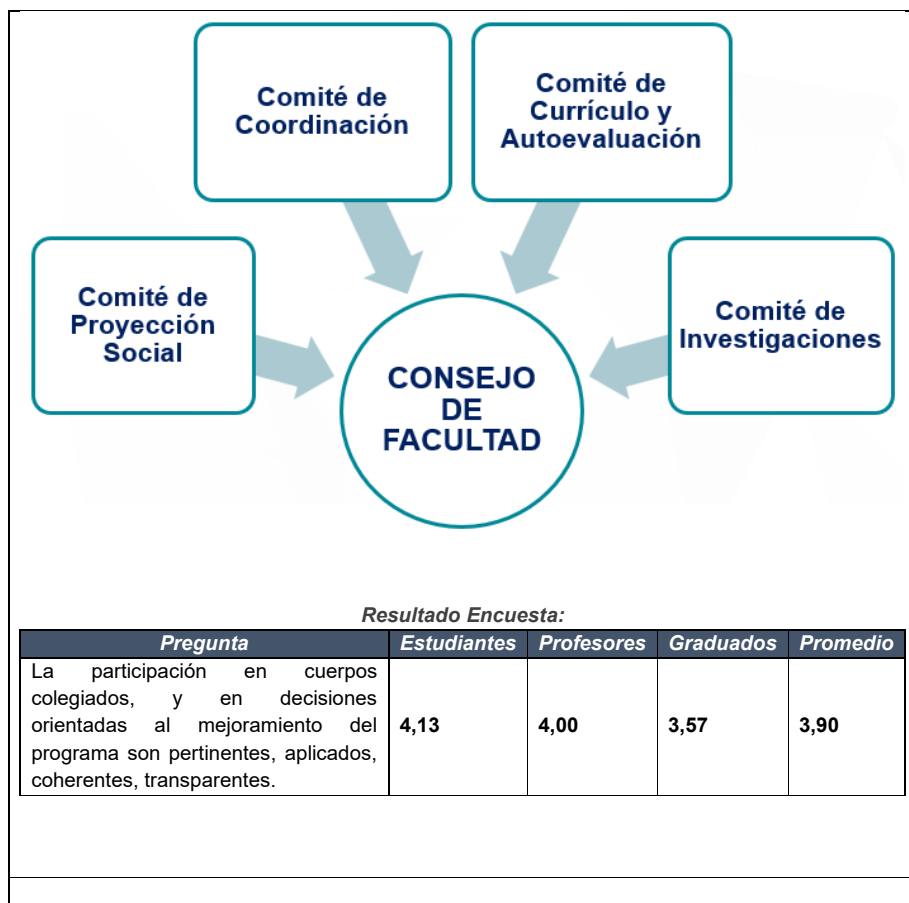 Comité de
Coordinación
Comité de
Currículo y
Autoevaluación
Comité de
Proyección
Social
Comité de
Investigaciones
CONSEJO
DE
FACULTAD
Resultado Encuesta:
Pregunta Estudiantes Profesores Graduados Promedio
La participación en cuerpos
colegiados, y en decisiones
orientadas al mejoramiento del
programa son pertinentes, aplicados,
coherentes, transparentes.
4,13 4,00 3,57 3,90